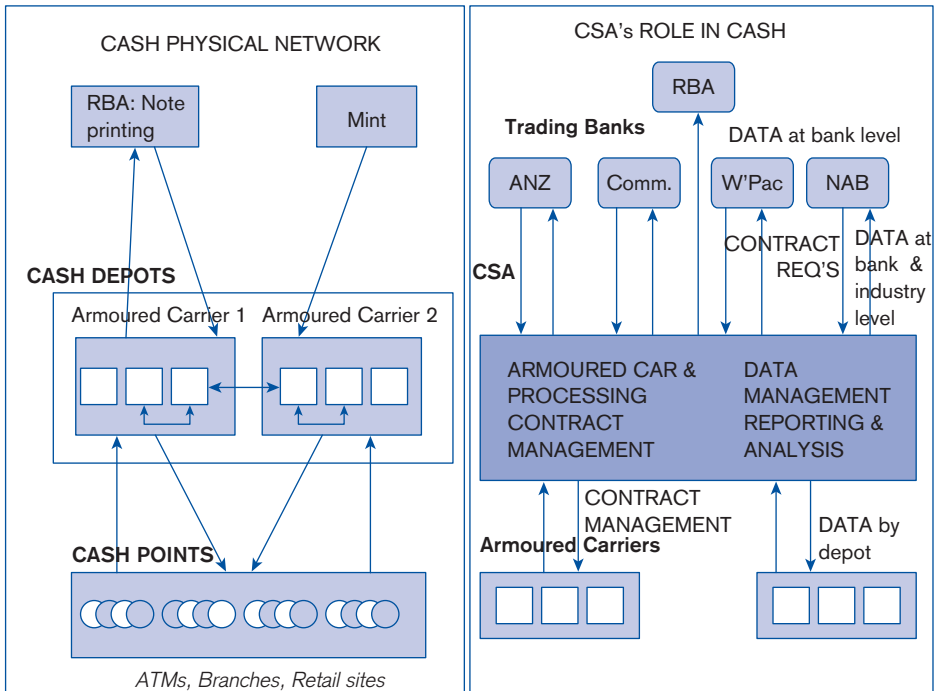 CASH PHYSICAL NETWORK
RBA: Note
printing
Mint
CASH DEPOTS
Armoured Carrier 1
Armoured Carrier 2
CASH POINTS
ATMs, Branches, Retail sites
CSA's ROLE IN CASH
RBA
Trading Banks
DATA at bank level
ANZ
Comm.
W'Pac
NAB
CSA
CONTRACT
REQ'S
DATA at
bank &
industry
level
ARMOURED CAR &
PROCESSING
CONTRACT
MANAGEMENT
DATA
MANAGEMENT
REPORTING &
ANALYSIS
CONTRACT
MANAGEMENT
Armoured Carriers
DATA by
depot